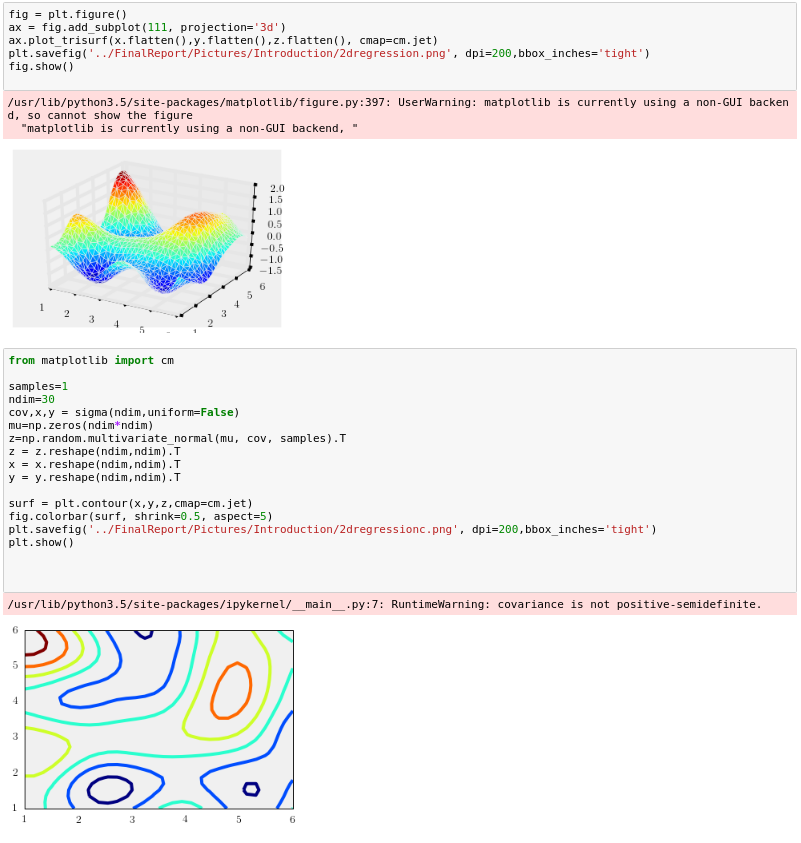 fig = plt.figure()
ax = fig.add_subplot(111, projection='3d')
ax.plot_trisurf(x.flatten(),y.flatten(),z.flatten(), cmap=cm.jet)
plt.savefig('../FinalReport/Pictures/Introduction/2dregression.png', dpi=200,bbox_inches='tight')
fig.show()
/usr/lib/python3.5/site-packages/matplotlib/figure.py:397: UserWarning: matplotlib is currently using a non-GUI backen
d, so cannot show the figure
  "matplotlib is currently using a non-GUI backend, "
2.0
1.5
1.0
0.5
0.0
−0.5
−1.0
−1.5
1 2 3 4 5
1 2 3 4 5 6
from matplotlib import cm
samples=1
ndim=30
cov,x,y = sigma(ndim,uniform=False)
mu=np.zeros(ndim*ndim)
z=np.random.multivariate_normal(mu, cov, samples).T
z = z.reshape(ndim,ndim).T
x = x.reshape(ndim,ndim).T
y = y.reshape(ndim,ndim).T
surf = plt.contour(x,y,z,cmap=cm.jet)
fig.colorbar(surf, shrink=0.5, aspect=5)
plt.savefig('../FinalReport/Pictures/Introduction/2dregressionc.png', dpi=200,bbox_inches='tight')
plt.show()
/usr/lib/python3.5/site-packages/ipykernel/__main__.py:7: RuntimeWarning: covariance is not positive-semidefinite.
6
5
4
3
2
1
1 2 3 4 5 6